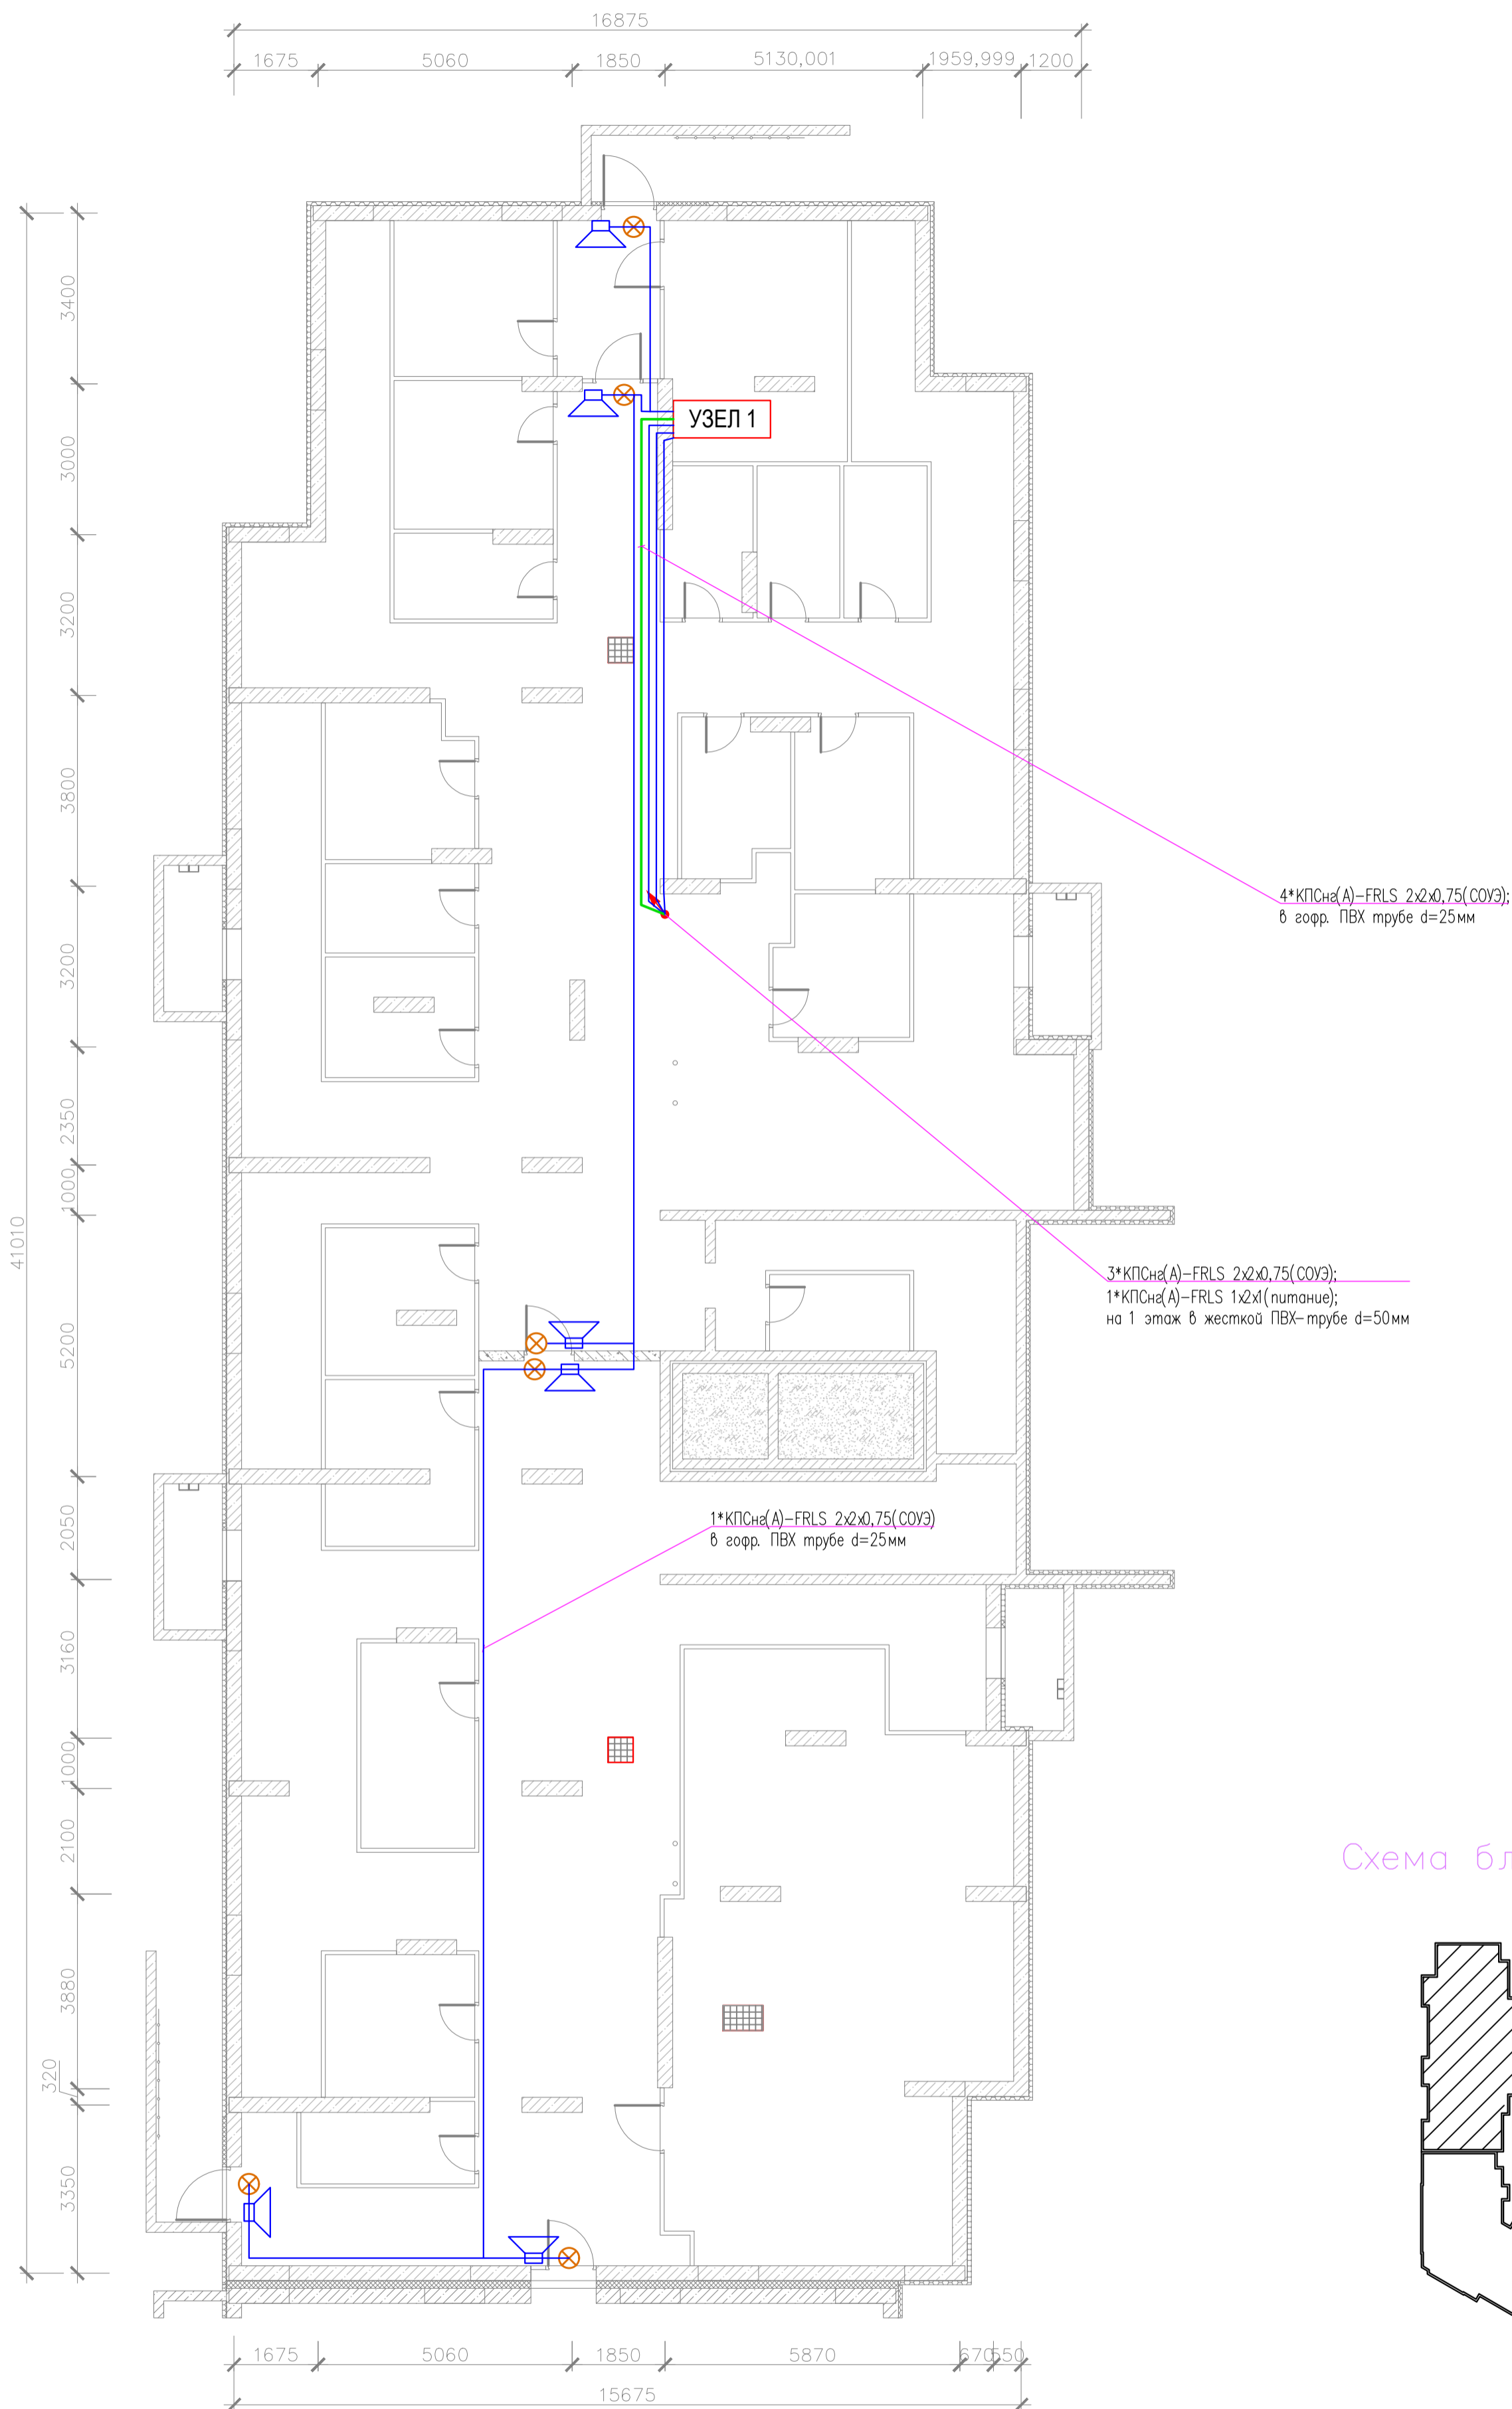 16875
1675 5060 1850 5130,001 1959,999 1200
3400
3000
3200
3800
3200
2350
1000
41010
5200
2050
3160
1000
2100
3880
320
3350
УЗЕЛ 1
4*КПСнг(А)-FRLS 2x2x0,75(СОУЭ);
в гофр. ПВХ трубе d=25мм
3*КПСнг(А)-FRLS 2x2x0,75(СОУЭ);
1*КПСнг(А)-FRLS 1x2x1(питание);
на 1 этаж в жесткой ПВХ-трубе d=50мм
1*КПСнг(А)-FRLS 2x2x0,75(СОУЭ)
в гофр. ПВХ трубе d=25мм
Схема
1675 5060 1850 5870 670 550
15675